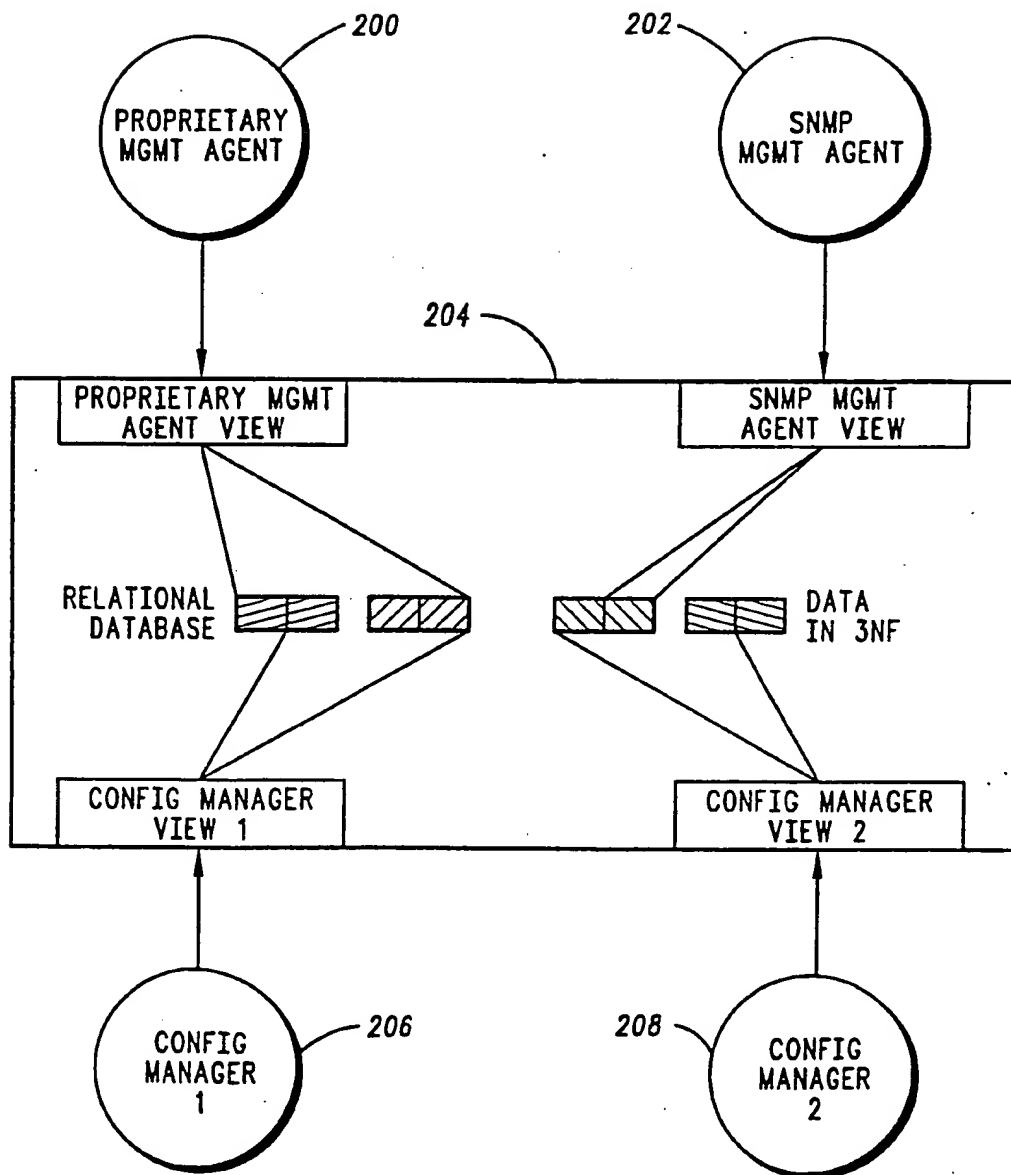 200
202
PROPRIETARY
MGMT AGENT
SNMP
MGMT AGENT
204
PROPRIETARY MGMT
AGENT VIEW
SNMP MGMT
AGENT VIEW
RELATIONAL
DATABASE
DATA
IN 3NF
CONFIG MANAGER
VIEW 1
CONFIG MANAGER
VIEW 2
206
208
CONFIG
MANAGER
1
CONFIG
MANAGER
2